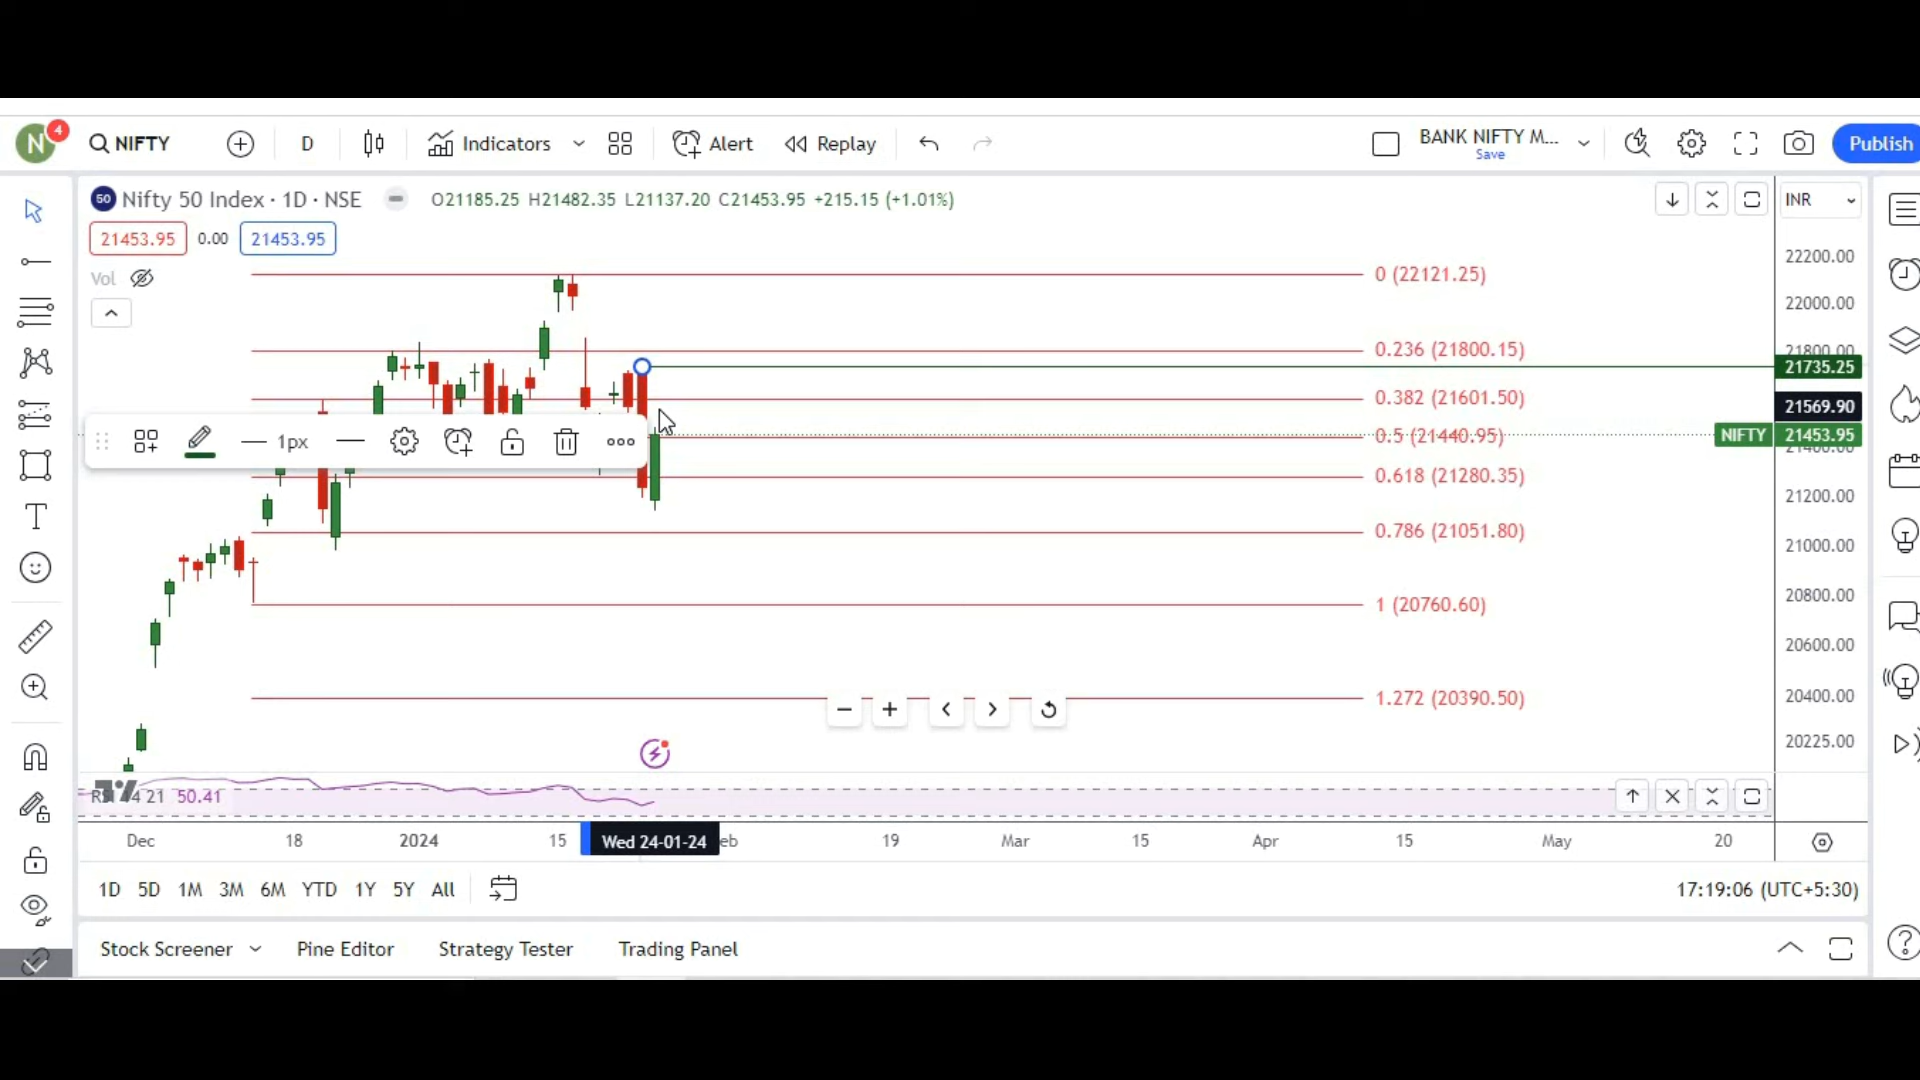 N
4
NIFTY
D
Indicators
Alert
Replay
BANK NIFTY M...
Save
Publish
50
Nifty 50 Index · 1D · NSE
O21185.25 H21482.35 L21137.20 C21453.95 +215.15 (+1.01%)
INR
21453.95
0.00
21453.95
Vol
22200.00
0 (22121.25)
22000.00
0.236 (21800.15)
21800.00
21735.25
0.382 (21601.50)
21569.90
0.5 (21440.95)
NIFTY
21453.95
21400.00
1px
0.618 (21280.35)
21200.00
0.786 (21051.80)
21000.00
20800.00
1 (20760.60)
20600.00
1.272 (20390.50)
20400.00
20225.00
21 50.41
Dec
18
2024
15
Wed 24-01-24
eb
19
Mar
15
Apr
15
May
20
1D
5D
1M
3M
6M
YTD
1Y
5Y
All
17:19:06 (UTC+5:30)
Stock Screener
Pine Editor
Strategy Tester
Trading Panel